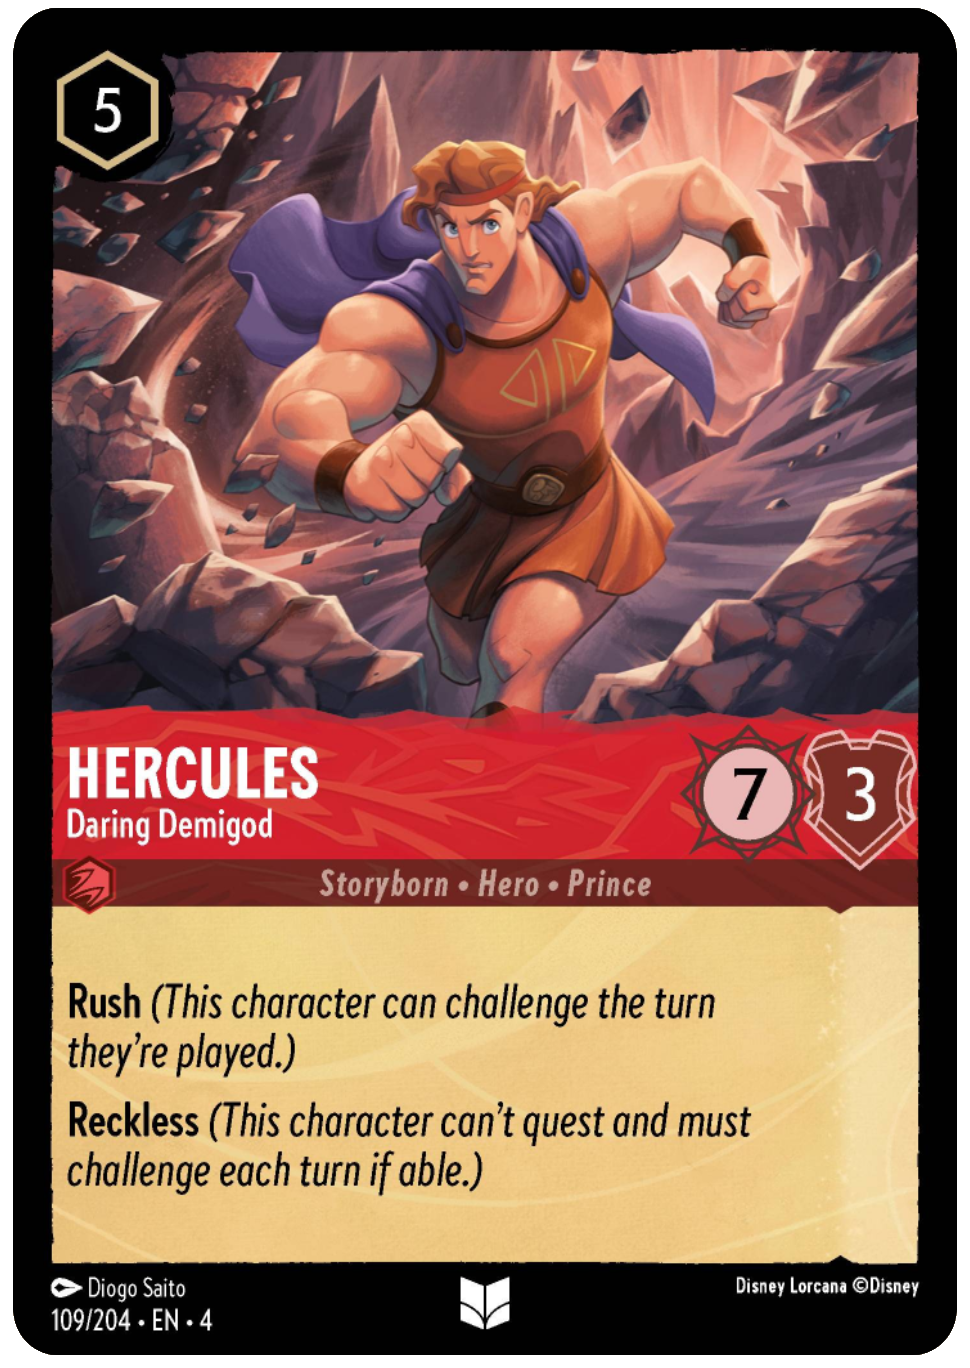 5
HERCULES
Daring Demigod
7
3
Storyborn • Hero • Prince
Rush (This character can challenge the turn
they're played.)
Reckless (This character can't quest and must
challenge each turn if able.)
Diogo Saito
Disney Lorcana ©Disney
109/204 • EN • 4